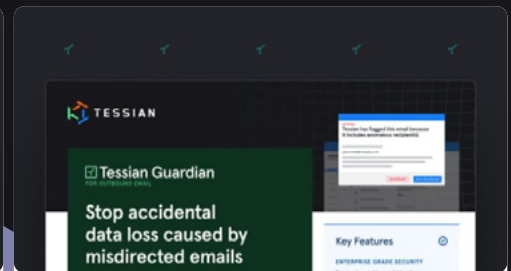 TESSIAN
Tessian has flagged this email because
it includes anomalous recipient(s)
Tessian Guardian
FOR OUTBOUND EMAIL
Stop accidental
data loss caused by
misdirected emails
Key Features
ENTERPRISE GRADE SECURITY